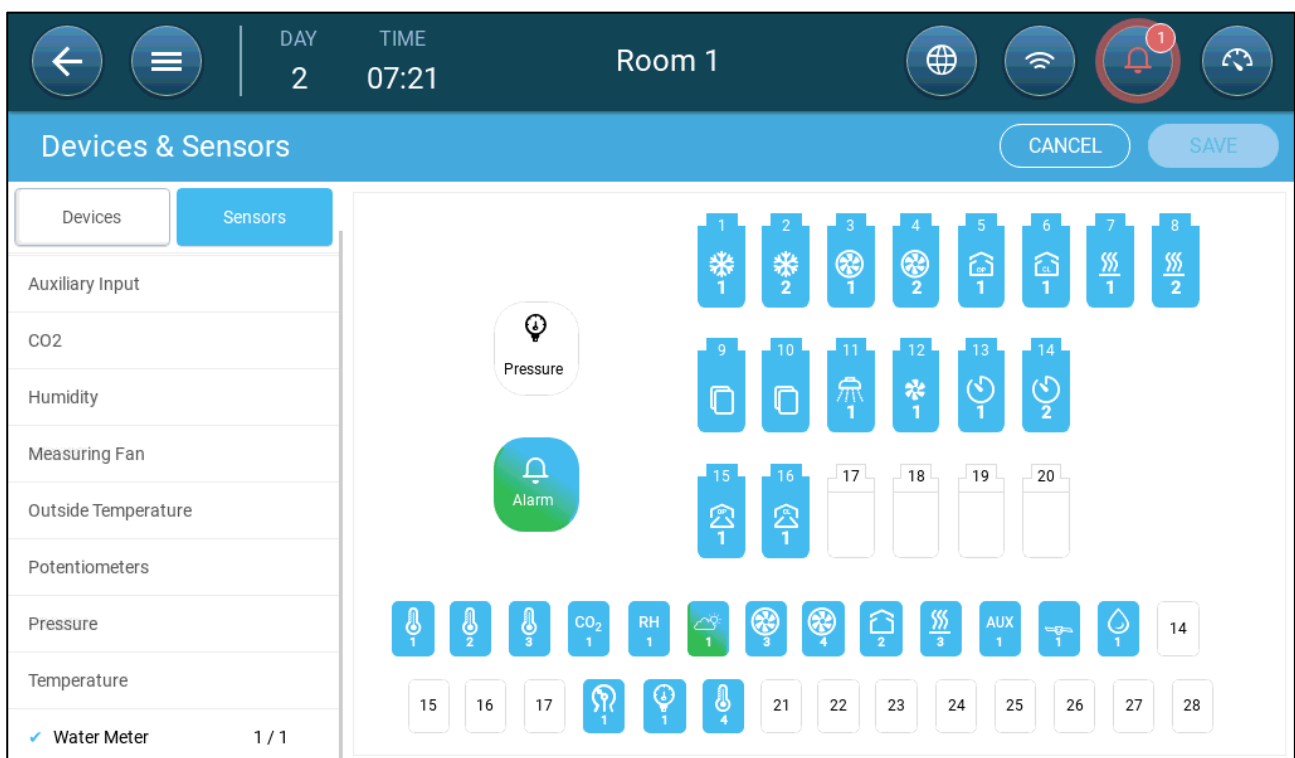 DAY TIME 1
2 07:21 Room 1
Devices & Sensors CANCEL SAVE
Devices Sensors
Auxiliary Input
CO2
Humidity
Measuring Fan
Outside Temperature
Potentiometers
Pressure
Temperature
✔ Water Meter 1 / 1
Pressure
Alarm
1 2 3 4 5 6 7 8
OP CL
1 2 1 2 1 1 1 2
9 10 11 12 13 14
1 1 1 2
15 16 17 18 19 20
OP CL
1 1
CO2 RH AUX 14
1 2 3 1 1 1 3 4 2 3 1 1 1
15 16 17 21 22 23 24 25 26 27 28
1 1 4